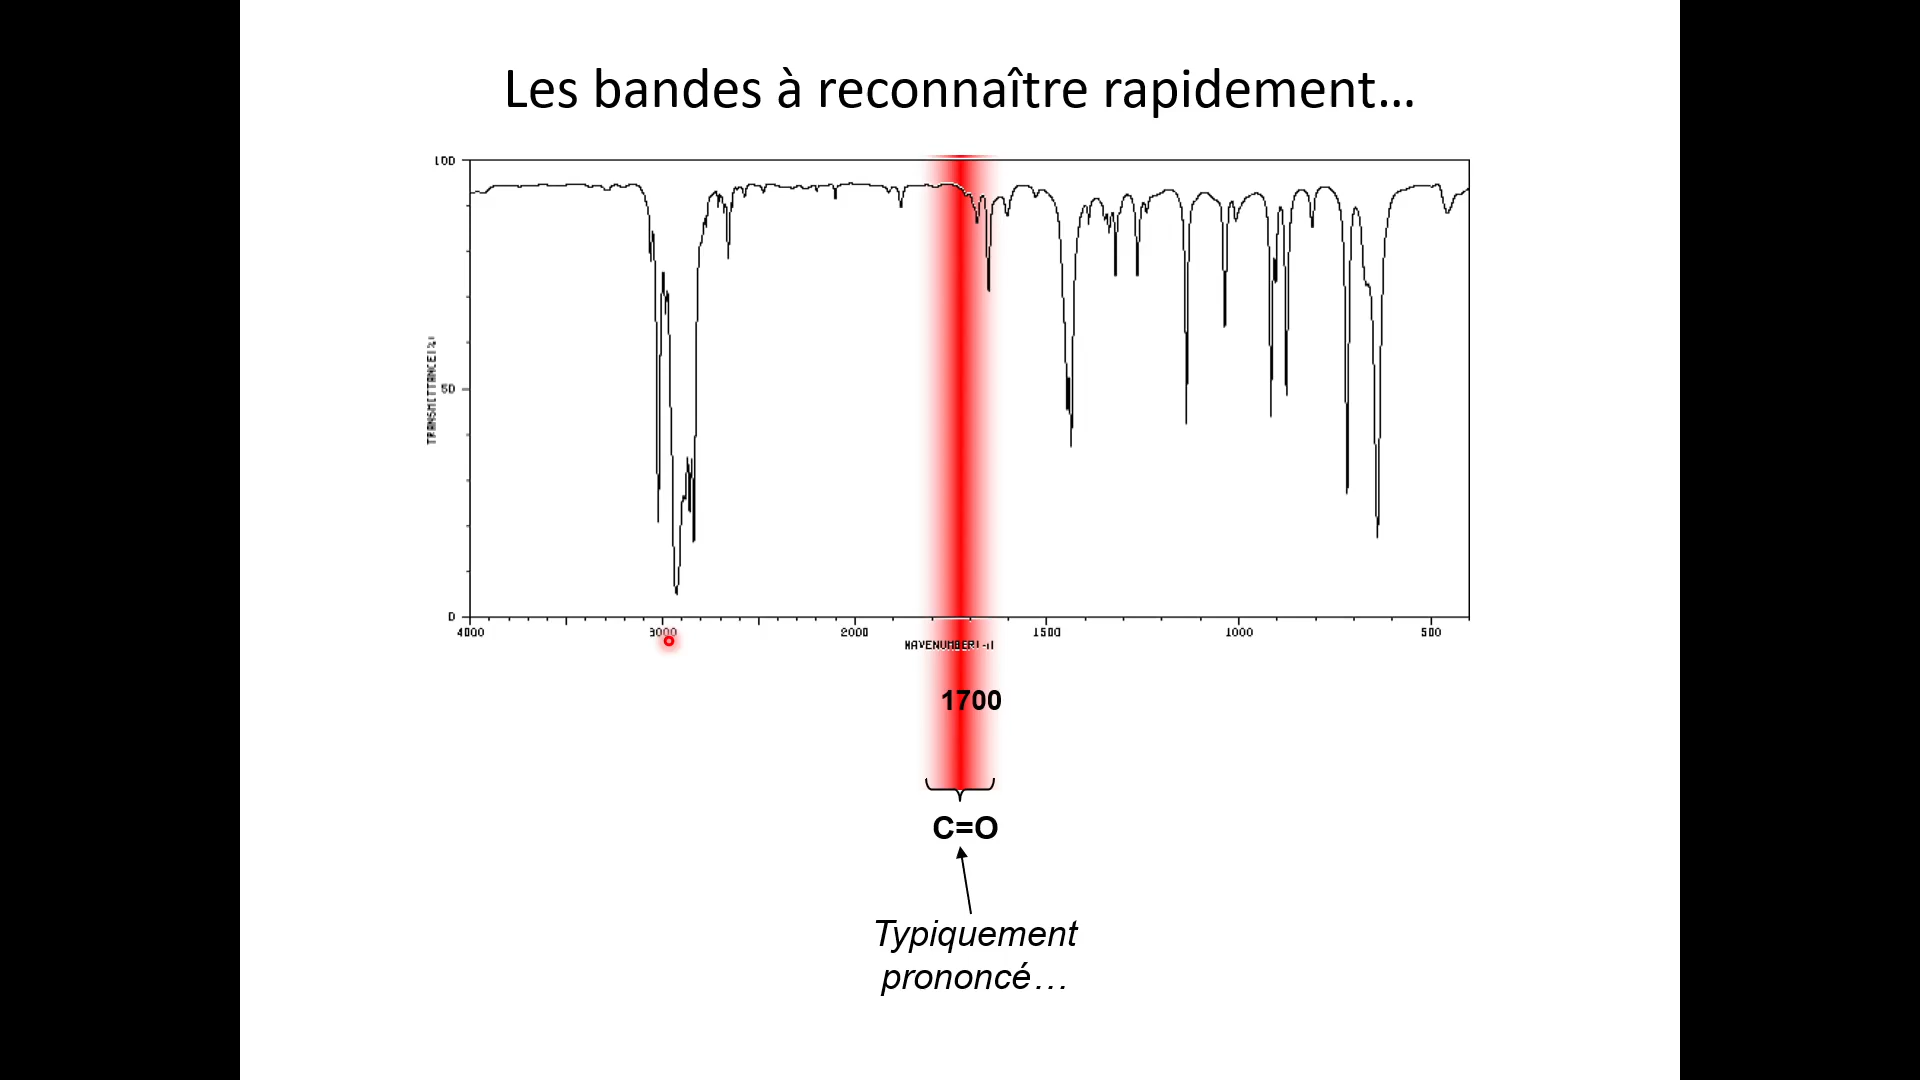 Les bandes à reconnaître rapidement...
100
50
0
4000
3000
2000
1500
1000
500
1700
C=O
Typiquement
prononcé...